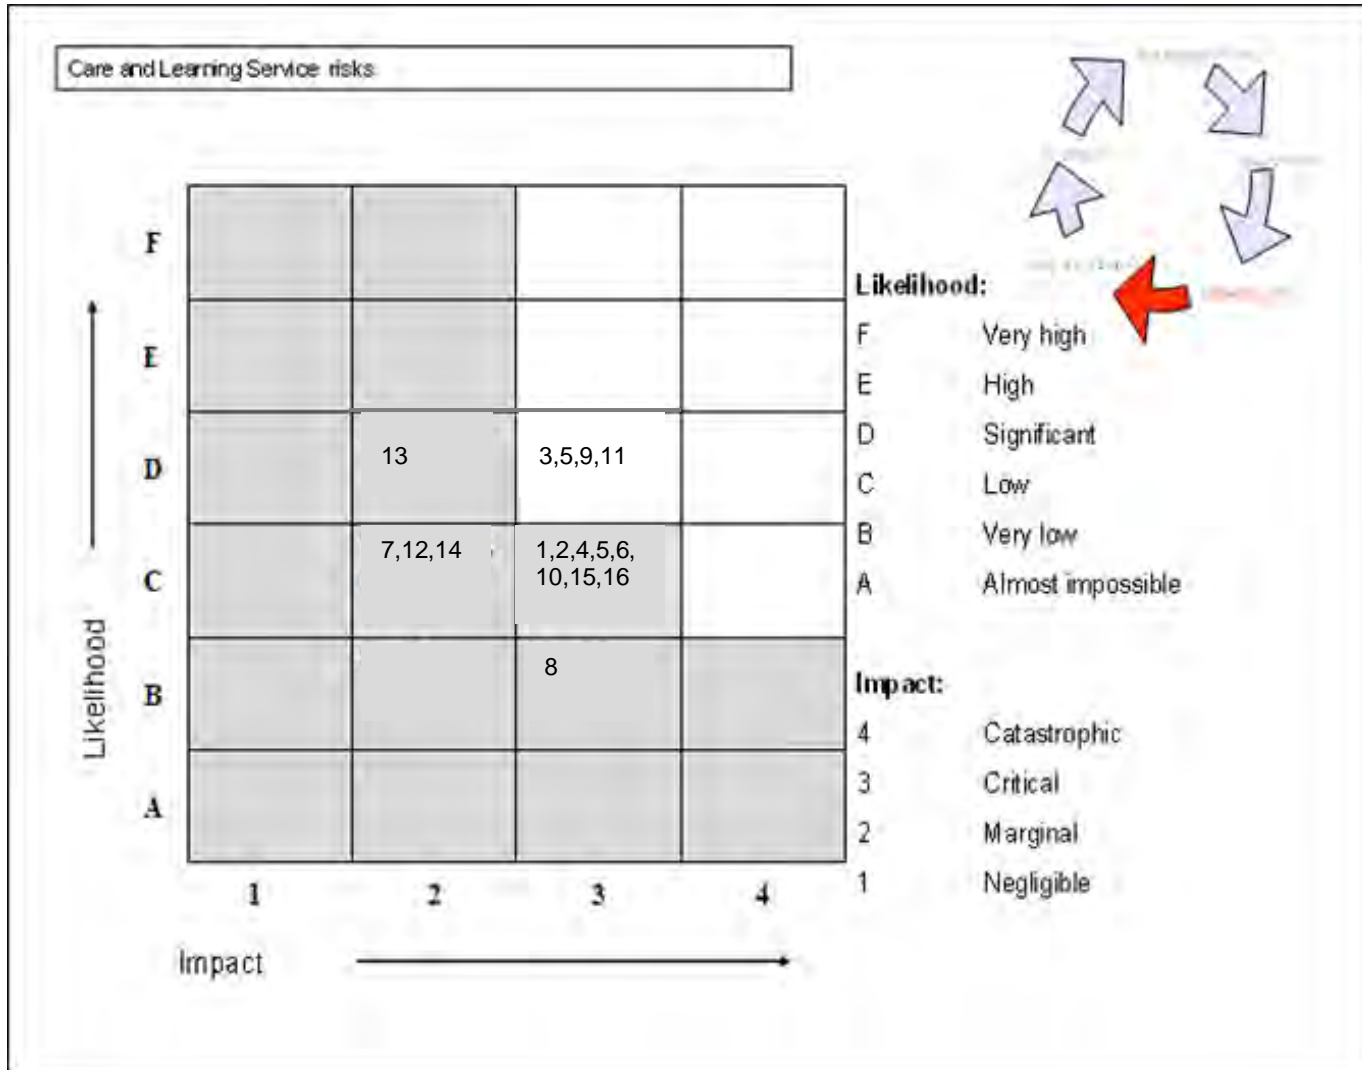 Care and Learning Service risks
F
E
D
C
B
A
13
3,5,9,11
7,12,14
1,2,4,5,6,
10,15,16
8
Likelihood
1 2 3 4
Impact
Likelihood:
F Very high
E High
D Significant
C Low
B Very low
A Almost impossible
Impact:
4 Catastrophic
3 Critical
2 Marginal
1 Negligible